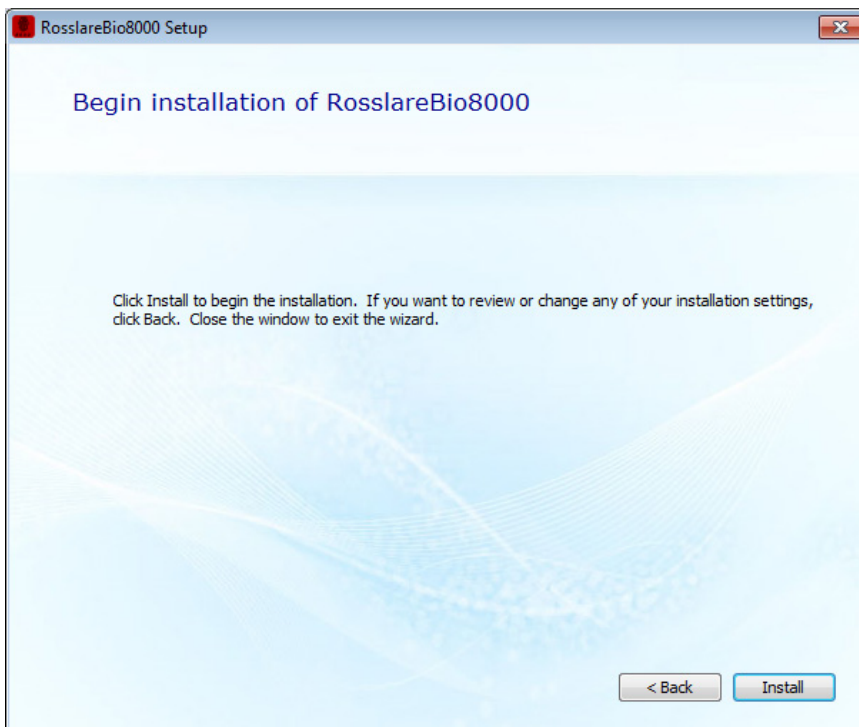 RosslareBio8000 Setup
Begin installation of RosslareBio8000
Click Install to begin the installation.  If you want to review or change any of your installation settings,
click Back.  Close the window to exit the wizard.
< Back
Install